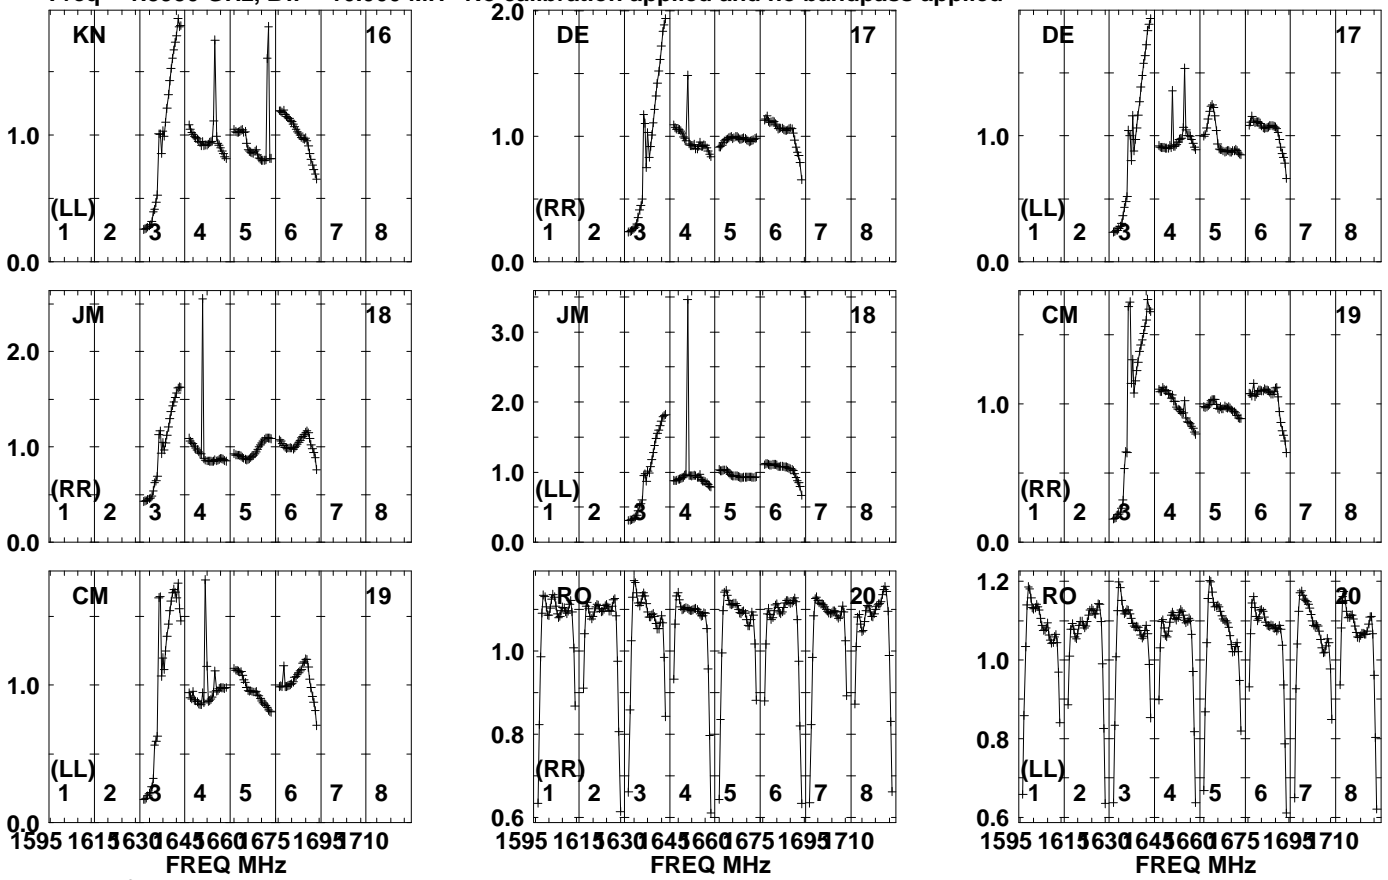 No calibration applied and no bandpass applied
KN 16
1.0
(LL)
1 2 3 4 5 6 7 8
0.0
2.0
DE 17
1.0
(RR)
1 2 3 4 5 6 7 8
0.0
DE 17
1.0
(LL)
1 2 3 4 5 6 7 8
0.0
JM 18
2.0
1.0
(RR)
1 2 3 4 5 6 7 8
0.0
JM 18
3.0
2.0
1.0
(LL)
1 2 3 4 5 6 7 8
0.0
CM 19
1.0
(RR)
1 2 3 4 5 6 7 8
0.0
CM 19
1.0
(LL)
1 2 3 4 5 6 7 8
0.0
1595 1615 1630 1645 1660 1675 1695 1710
FREQ MHz
RO 20
1.0
0.8
(RR)
1 2 3 4 5 6 7 8
0.6
1595 1615 1630 1645 1660 1675 1695 1710
FREQ MHz
1.2
RO 20
1.0
0.8
(LL)
1 2 3 4 5 6 7 8
0.6
1595 1615 1630 1645 1660 1675 1695 1710
FREQ MHz